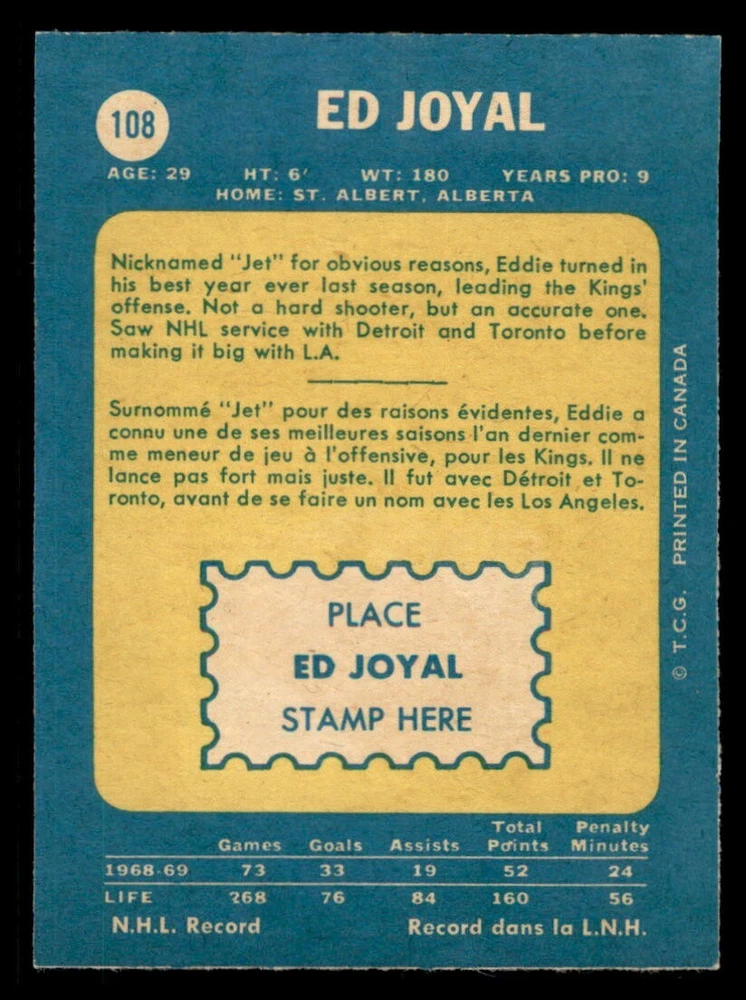 108
ED JOYAL
AGE: 29 HT: 6' WT: 180 YEARS PRO: 9
HOME: ST. ALBERT, ALBERTA
Nicknamed "Jet" for obvious reasons, Eddie turned in
his best year ever last season, leading the Kings'
offense. Not a hard shooter, but an accurate one.
Saw NHL service with Detroit and Toronto before
making it big with L.A.
Surnommé "Jet" pour des raisons évidentes, Eddie a
connu une de ses meilleures saisons l'an dernier com-
me meneur de jeu à l'offensive, pour les Kings. Il ne
lance pas fort mais juste. Il fut avec Détroit et To-
ronto, avant de se faire un nom avec les Los Angeles.
PLACE
ED JOYAL
STAMP HERE
© T.C.G. PRINTED IN CANADA
Games Goals Assists Total Points Penalty Minutes
1968-69 73 33 19 52 24
LIFE 268 76 84 160 56
N.H.L. Record Record dans la L.N.H.